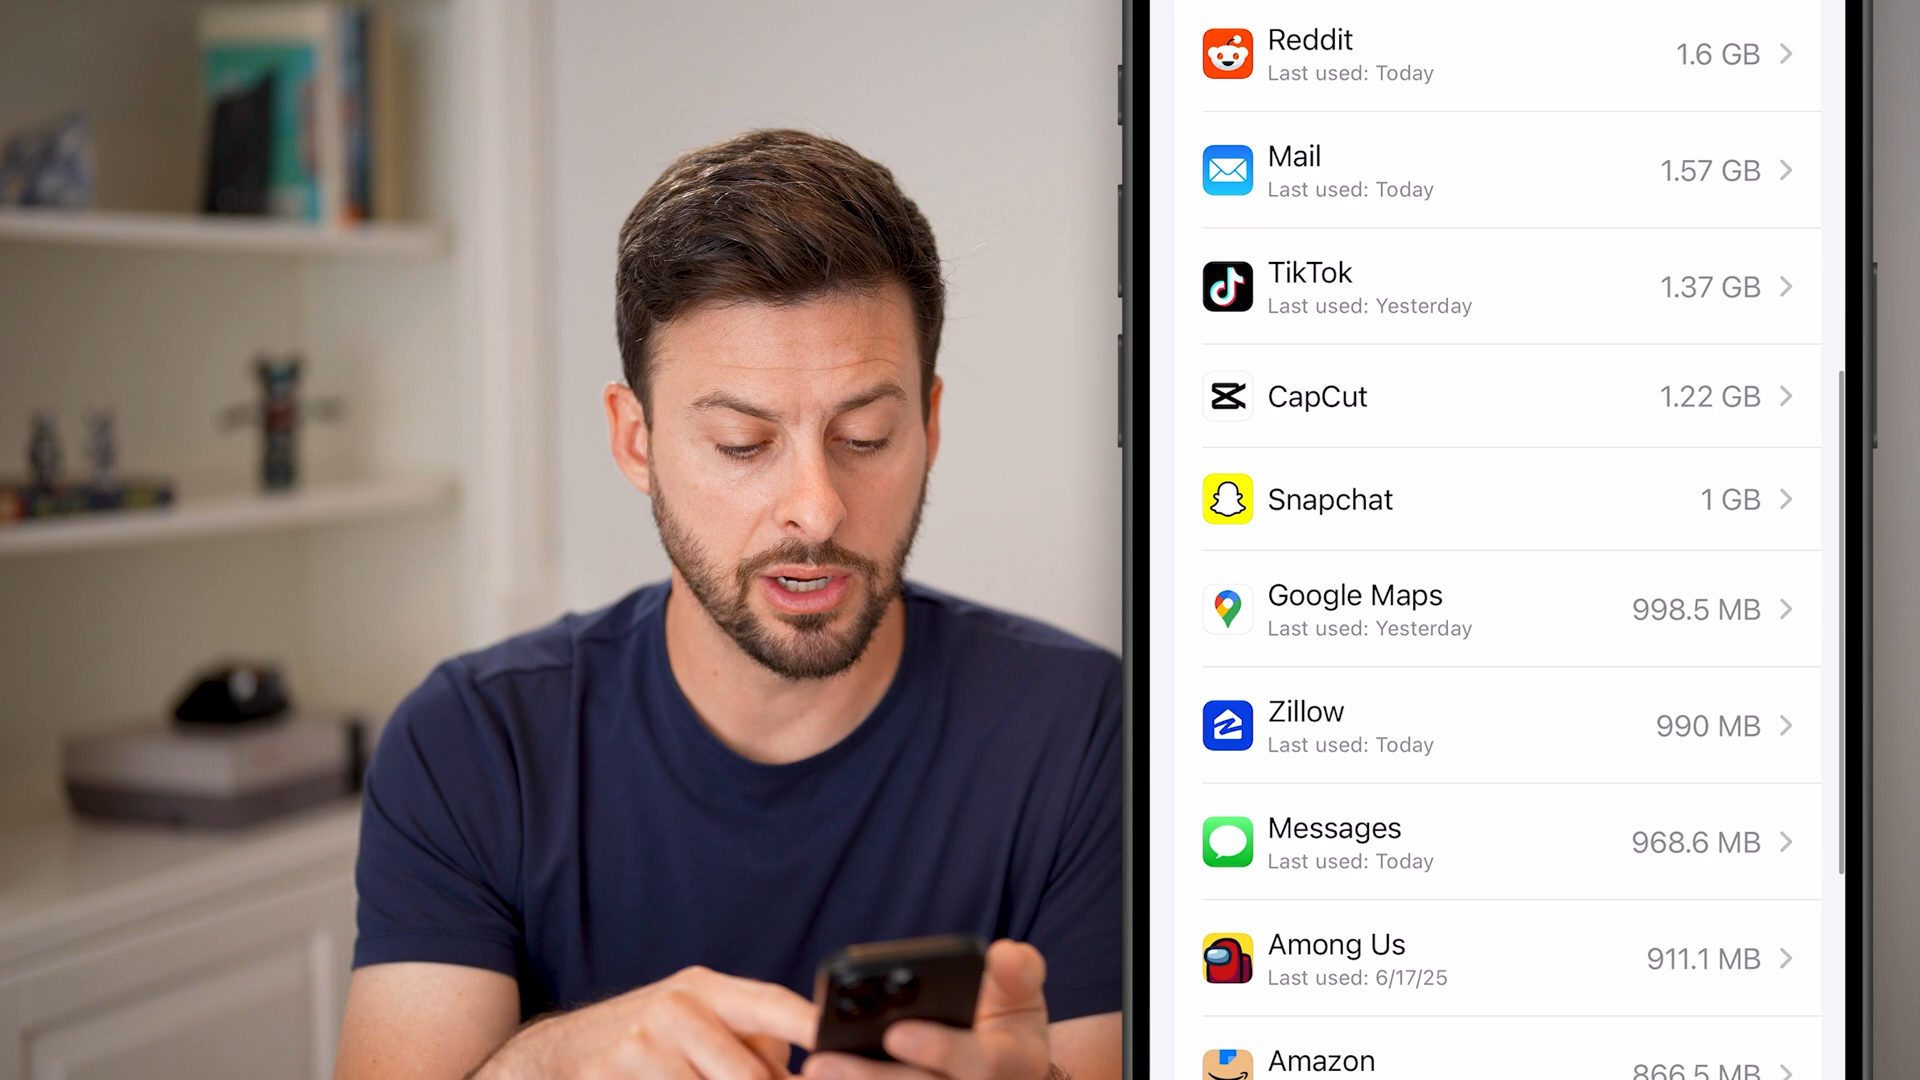 Reddit
Last used: Today
1.6 GB
Mail
Last used: Today
1.57 GB
TikTok
Last used: Yesterday
1.37 GB
CapCut
1.22 GB
Snapchat
1 GB
Google Maps
Last used: Yesterday
998.5 MB
Zillow
Last used: Today
990 MB
Messages
Last used: Today
968.6 MB
Among Us
Last used: 6/17/25
911.1 MB
Amazon
866.5 MB